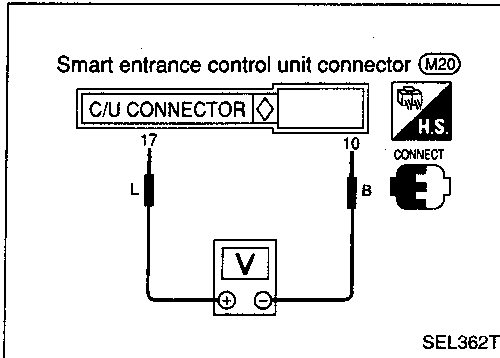 Smart entrance control unit connector M20
C/U CONNECTOR
H.S.
17
10
CONNECT
L
B
V
+
−
SEL362T